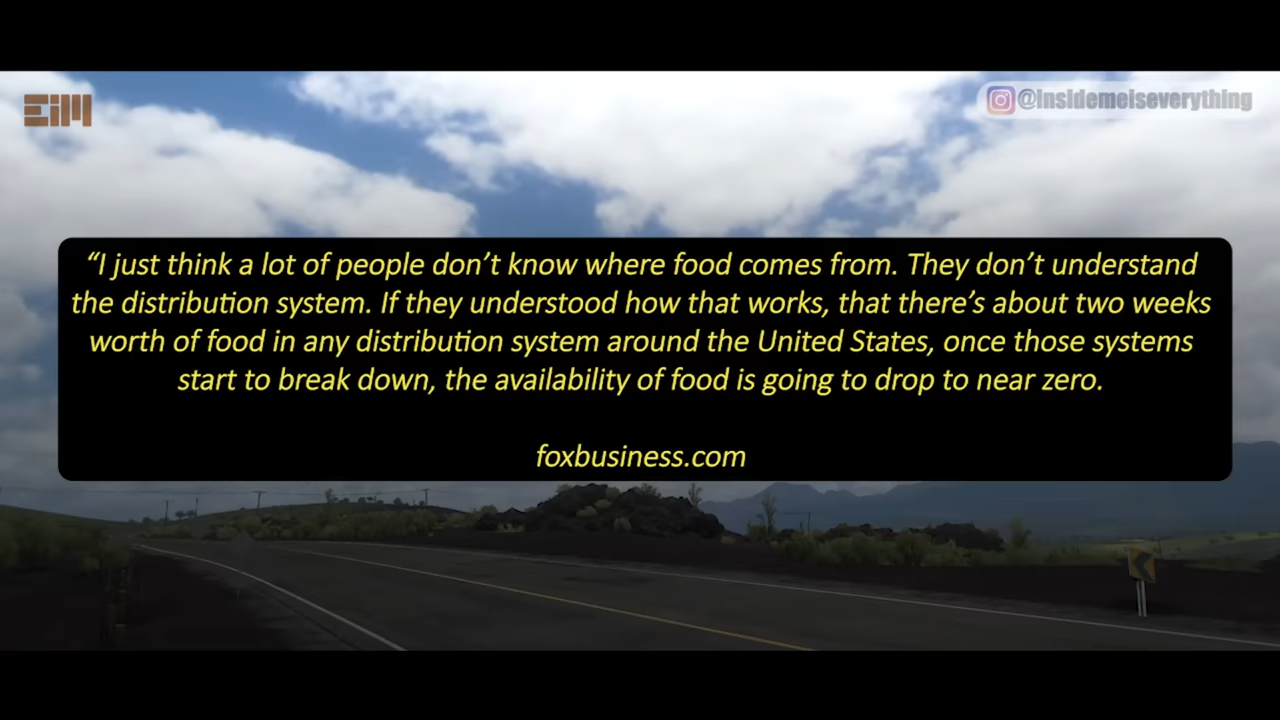 EiM
@insidemeiseverything
“I just think a lot of people don’t know where food comes from. They don’t understand
the distribution system. If they understood how that works, that there’s about two weeks
worth of food in any distribution system around the United States, once those systems
start to break down, the availability of food is going to drop to near zero.
foxbusiness.com